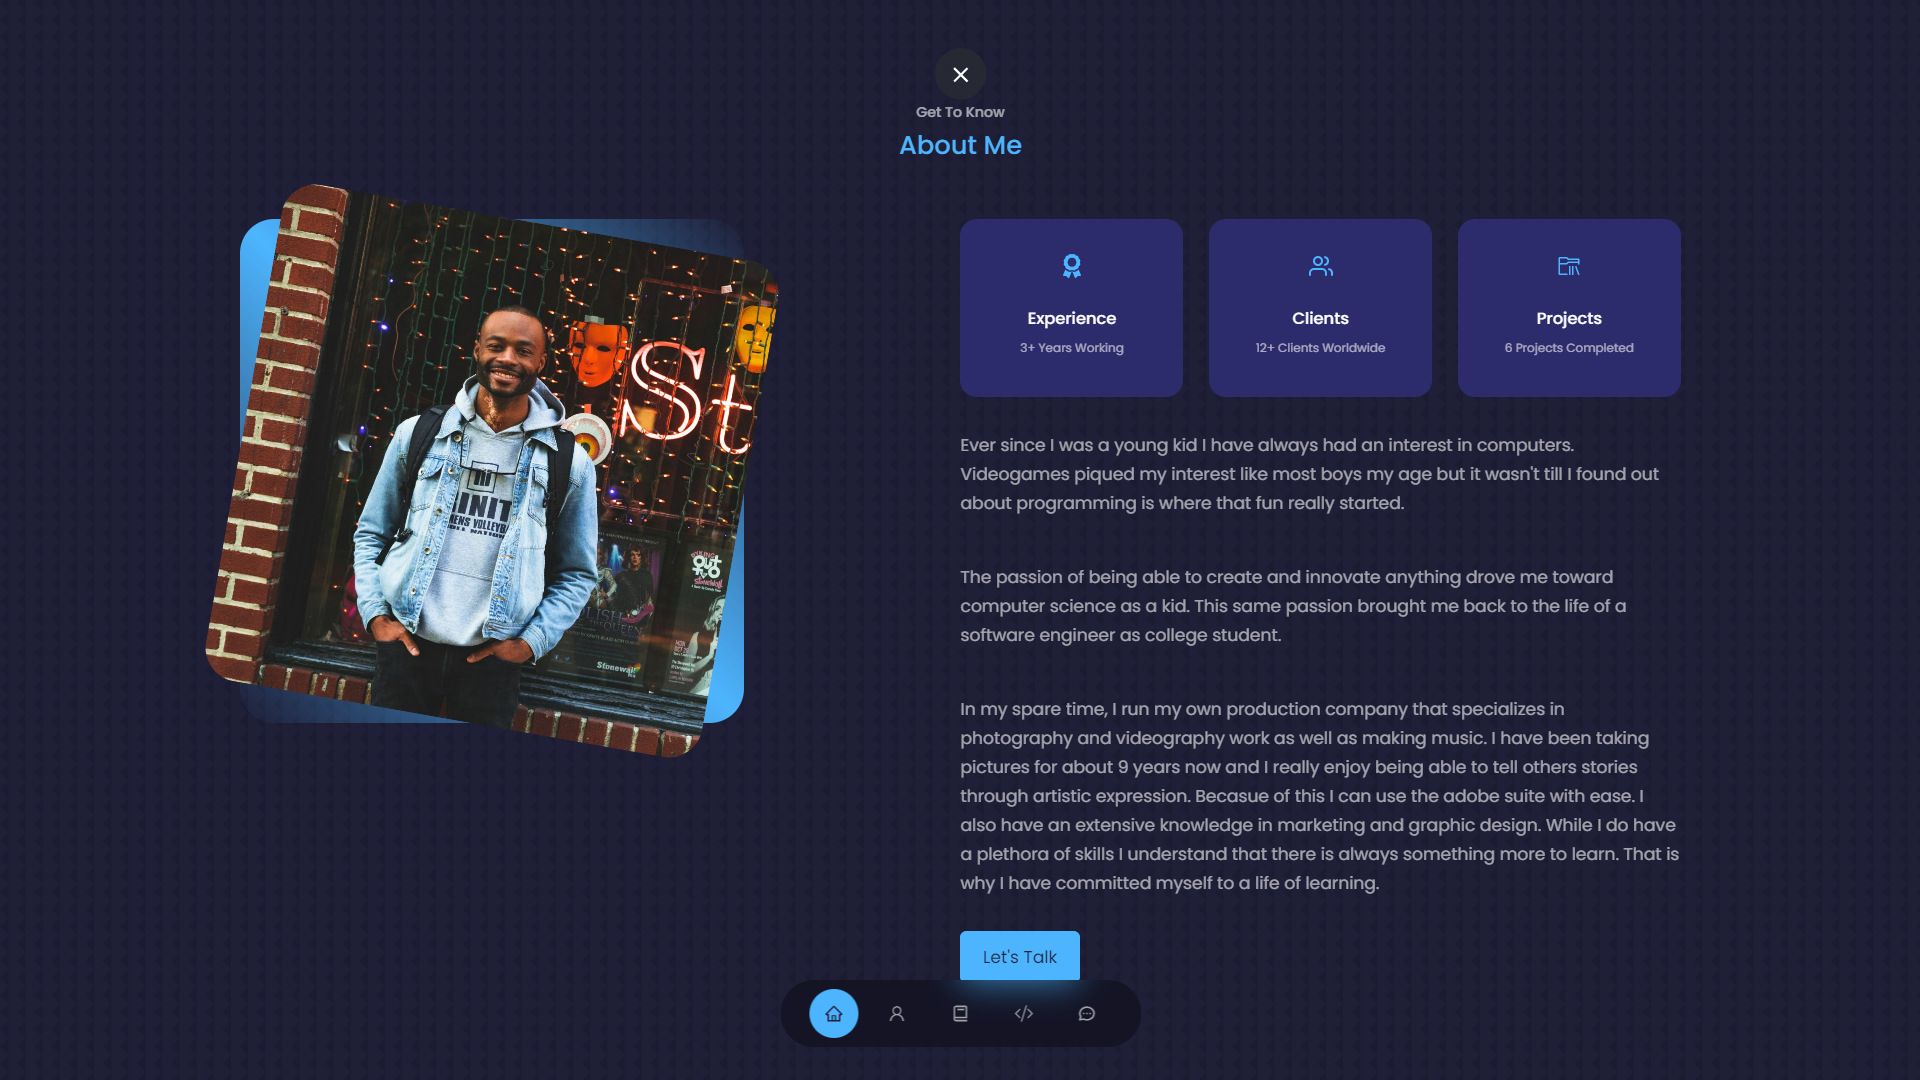 Get To Know
About Me
Experience
3+ Years Working
Clients
12+ Clients Worldwide
Projects
6 Projects Completed
St
INIT
Stonewall
Ever since I was a young kid I have always had an interest in computers.
Videogames piqued my interest like most boys my age but it wasn't till I found out
about programming is where that fun really started.
The passion of being able to create and innovate anything drove me toward
computer science as a kid. This same passion brought me back to the life of a
software engineer as college student.
In my spare time, I run my own production company that specializes in
photography and videography work as well as making music. I have been taking
pictures for about 9 years now and I really enjoy being able to tell others stories
through artistic expression. Becasue of this I can use the adobe suite with ease. I
also have an extensive knowledge in marketing and graphic design. While I do have
a plethora of skills I understand that there is always something more to learn. That is
why I have committed myself to a life of learning.
Let's Talk